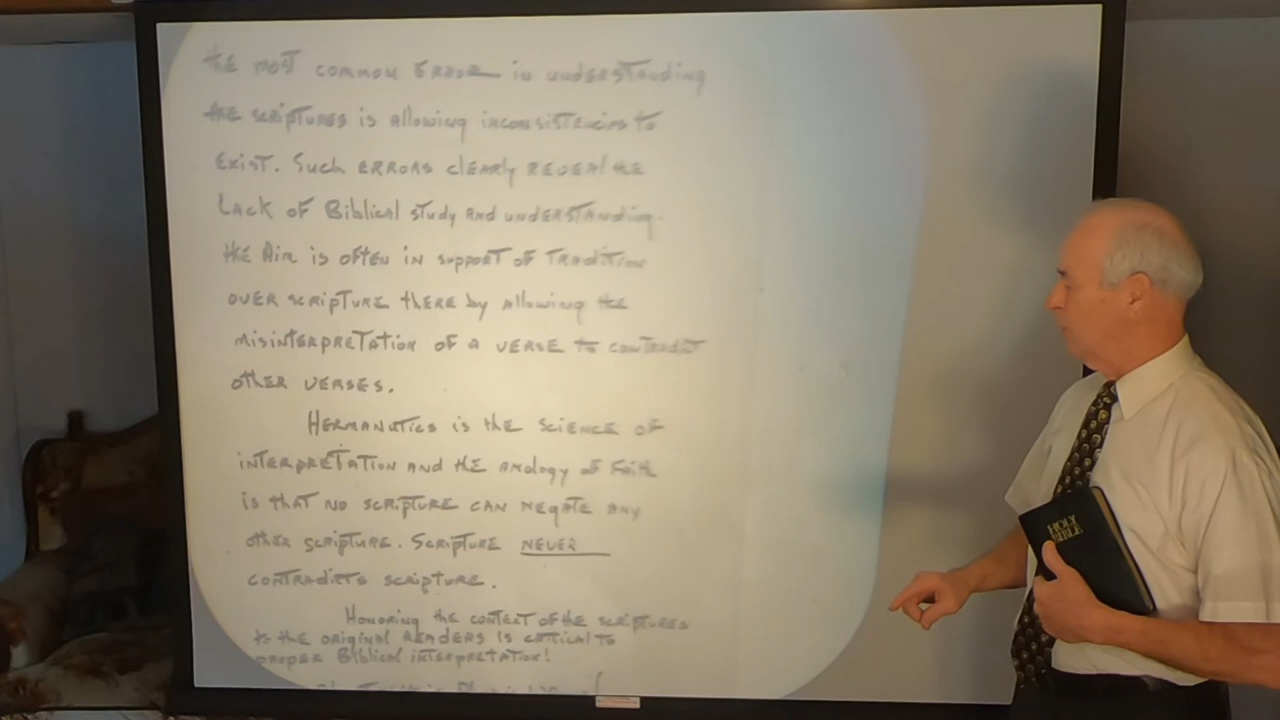 the most common ERROR in understanding
the scriptures is allowing inconsistencies to
Exist. Such ERRORS clearly REVEAl the
Lack of Biblical study and understanding.
the Aim is often in support of Tradition
over scripture there by allowing the
misinterpretation of a verse to contradict
other verses.
Hermanutics is the science of
interpretation and the anology of Faith
is that no scripture can negate any
other scripture. Scripture NEVER
contradicts scripture.
Honoring the context of the scriptures
to the original READERS is critical to
proper Biblical interpretation!
HOLY
BIBLE